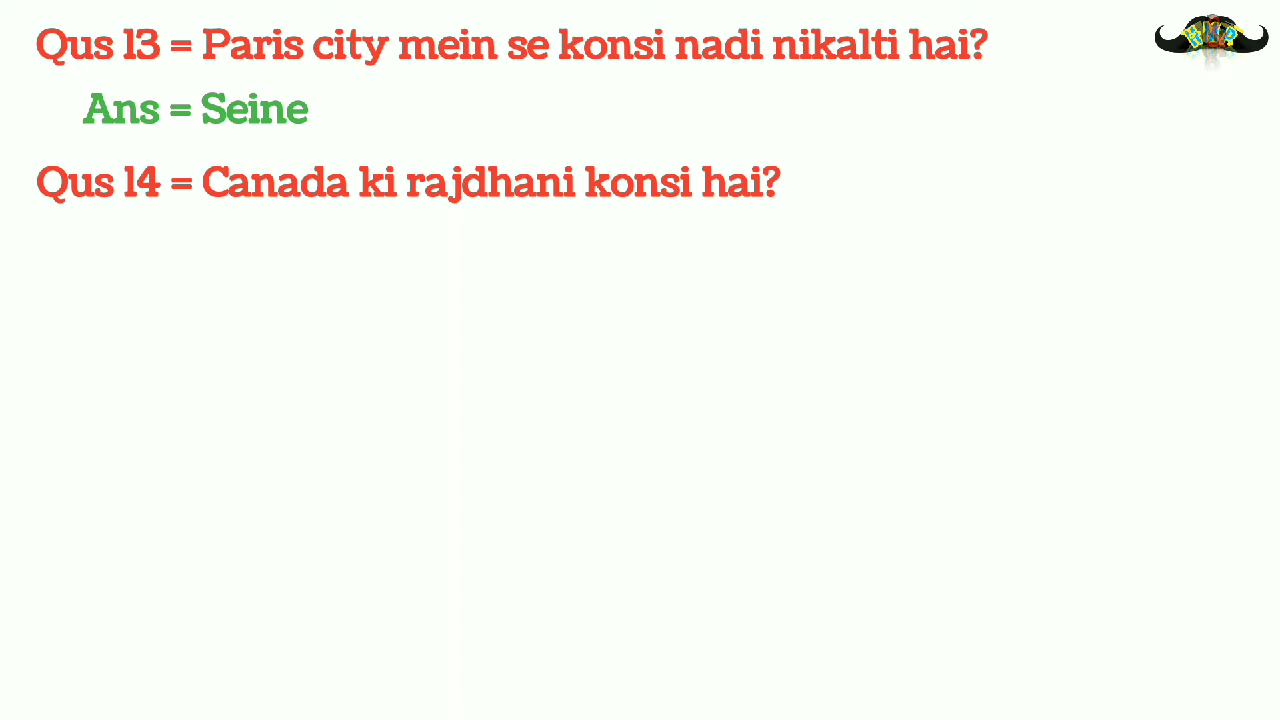 Qus 13 = Paris city mein se konsi nadi nikalti hai?
Ans = Seine
Qus 14 = Canada ki rajdhani konsi hai?